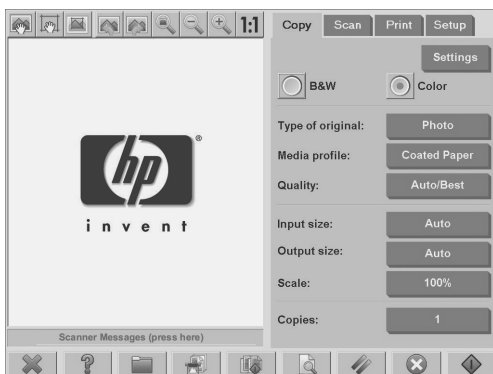 1:1
Copy Scan Print Setup
Settings
B&W Color
Type of original: Photo
Media profile: Coated Paper
Quality: Auto/Best
Input size: Auto
Output size: Auto
Scale: 100%
Copies: 1
hp ®
invent
Scanner Messages (press here)